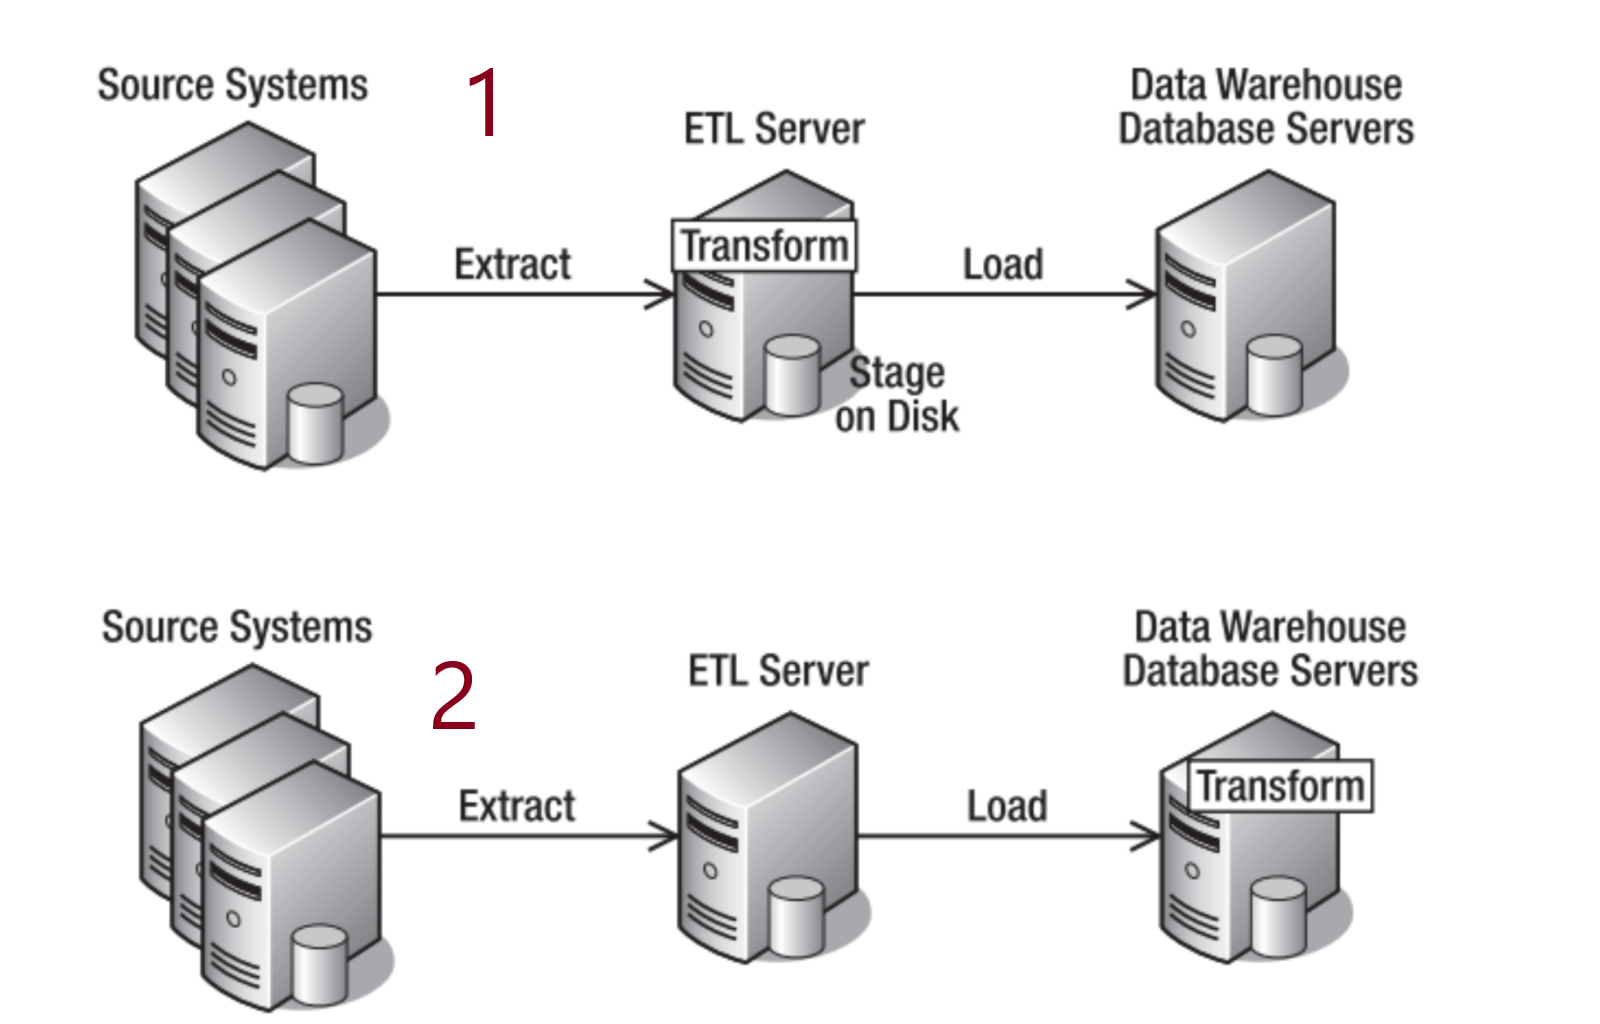 Source Systems
1
ETL Server
Data Warehouse
Database Servers
Transform
Extract
Load
Stage
on Disk
Source Systems
2
ETL Server
Data Warehouse
Database Servers
Transform
Extract
Load